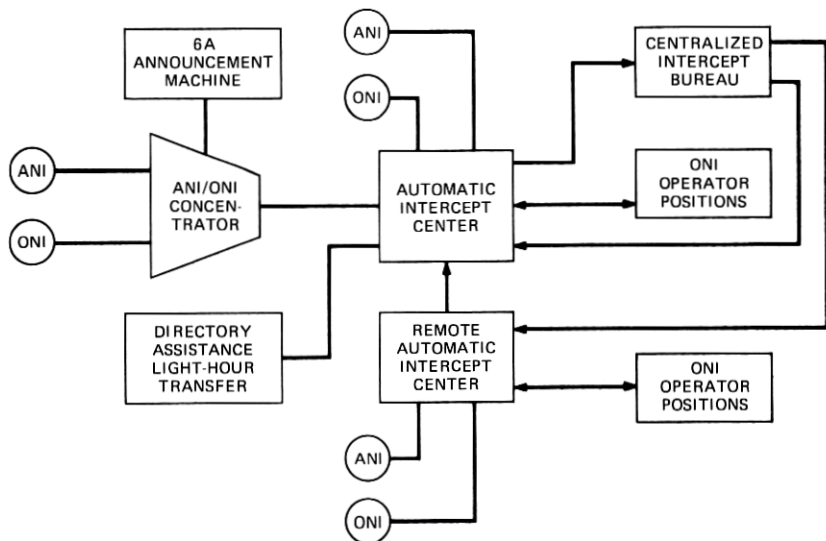 6A
ANNOUNCEMENT
MACHINE
ANI
ONI
CENTRALIZED
INTERCEPT
BUREAU
ANI
ONI
ANI/ONI
CONCEN-
TRATOR
AUTOMATIC
INTERCEPT
CENTER
ONI
OPERATOR
POSITIONS
DIRECTORY
ASSISTANCE
LIGHT-HOUR
TRANSFER
REMOTE
AUTOMATIC
INTERCEPT
CENTER
ONI
OPERATOR
POSITIONS
ANI
ONI